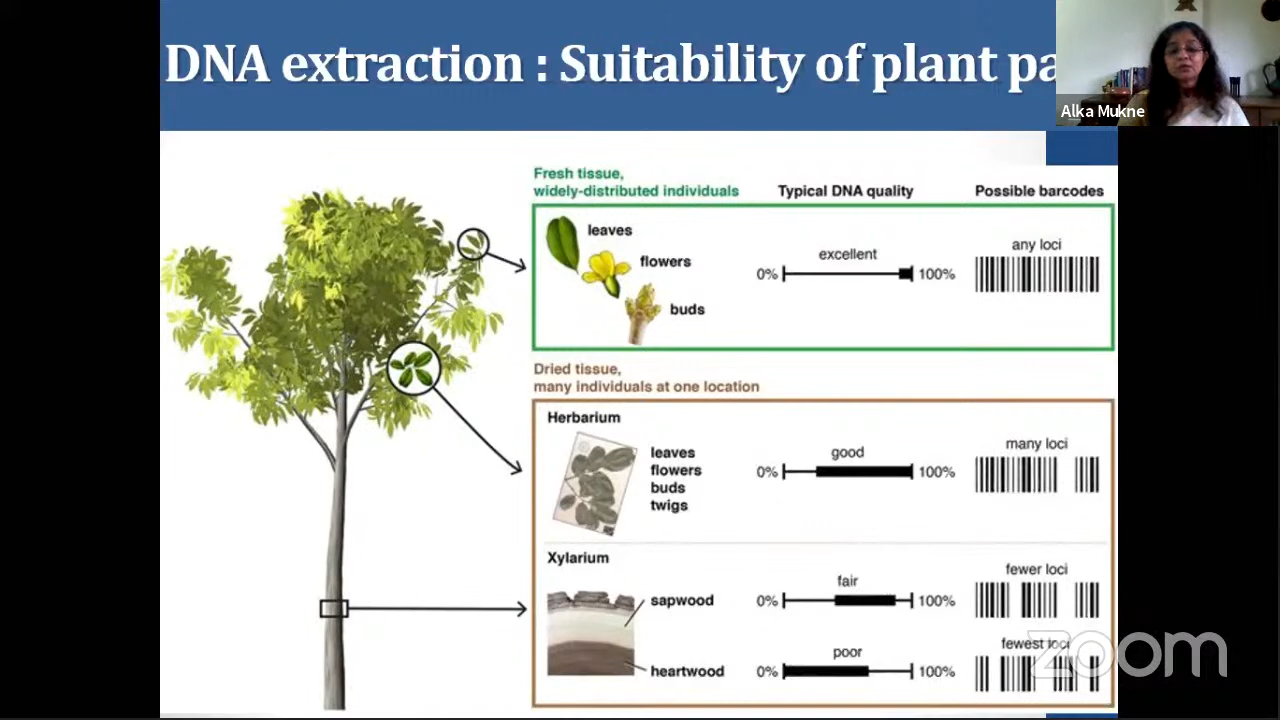 DNA extraction : Suitability of plant pa
Alka Mukne
Fresh tissue,
widely-distributed individuals
Typical DNA quality
Possible barcodes
leaves
flowers
buds
0%
excellent
100%
any loci
Dried tissue,
many individuals at one location
Herbarium
leaves
flowers
buds
twigs
0%
good
100%
many loci
Xylarium
sapwood
0%
fair
100%
fewer loci
heartwood
0%
poor
100%
fewest loci
zoom